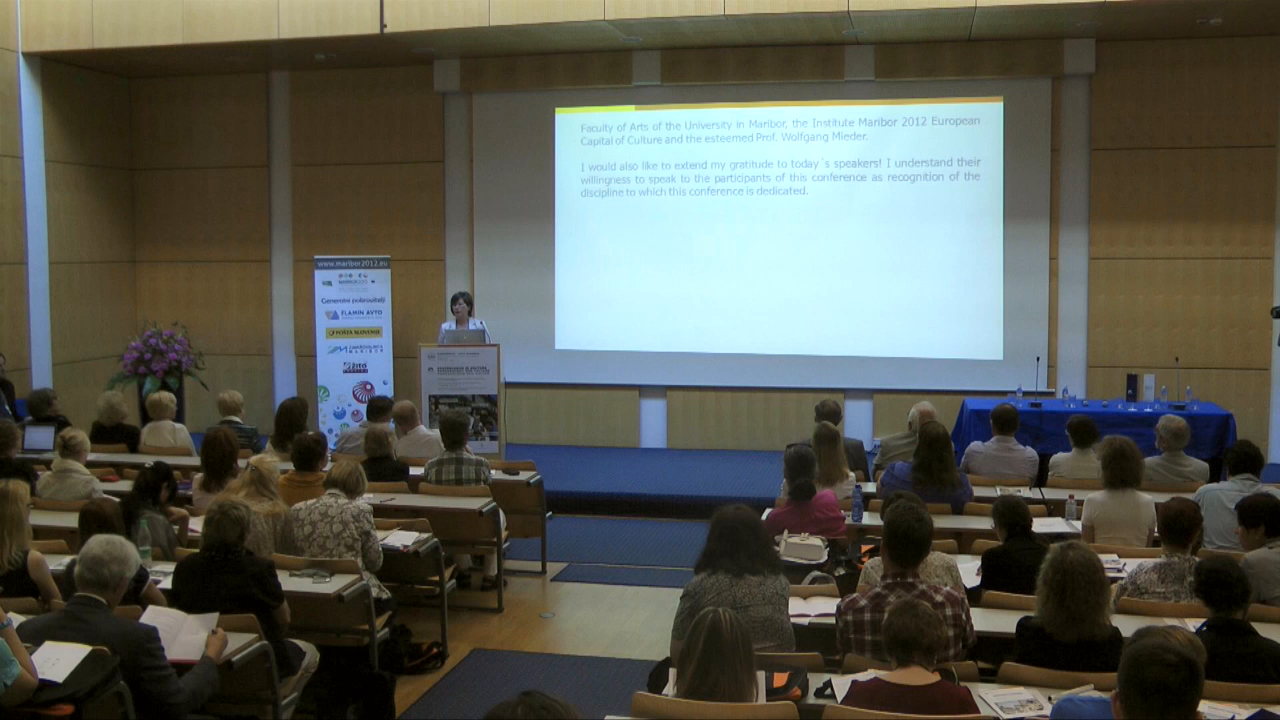 Faculty of Arts of the University in Maribor, the Institute Maribor 2012 European
Capital of Culture and the esteemed Prof. Wolfgang Mieder.
I would also like to extend my gratitude to today´s speakers! I understand their
willingness to speak to the participants of this conference as recognition of the
discipline to which this conference is dedicated.
www.maribor2012.eu
Generalni pokrovitelji
FLAMIN AVTO
POŠTA SLOVENIJE
MARIBOR
žito